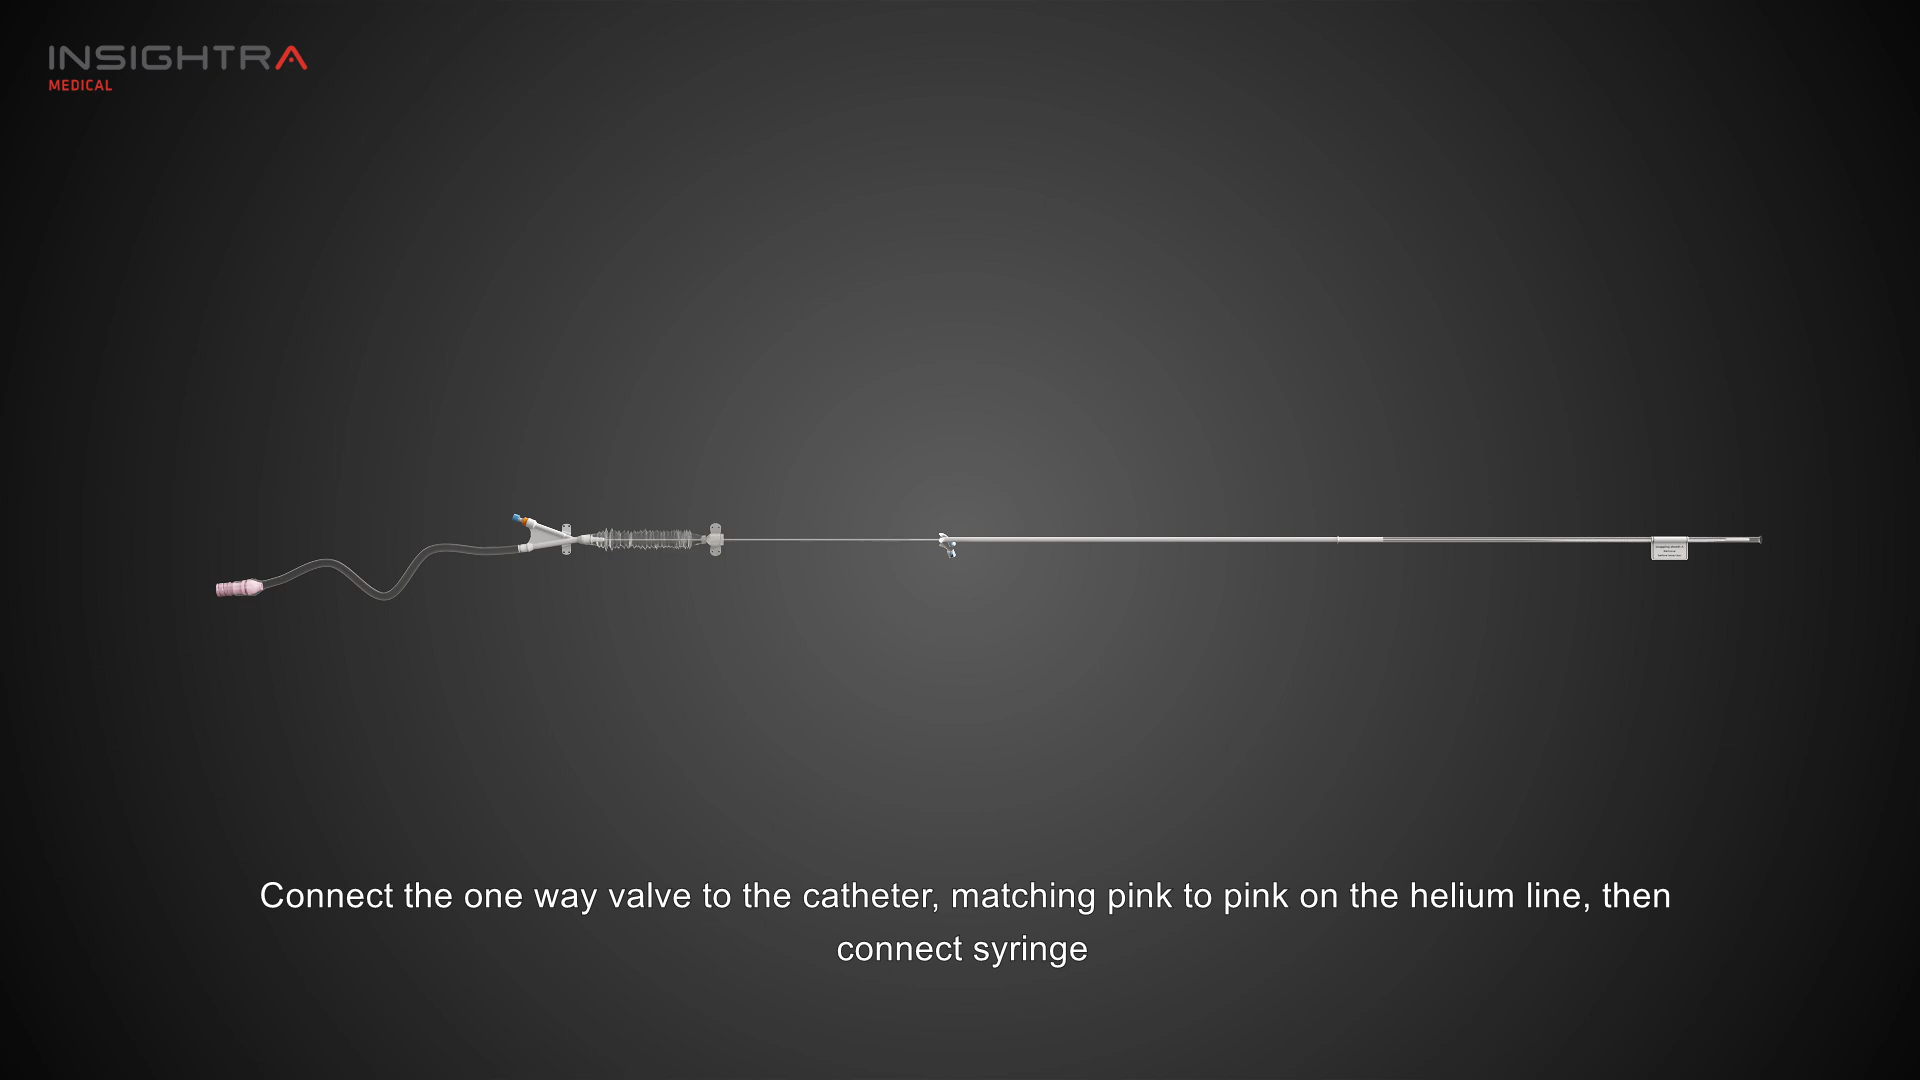 INSIGHTRA
MEDICAL
Connect the one way valve to the catheter, matching pink to pink on the helium line, then
connect syringe